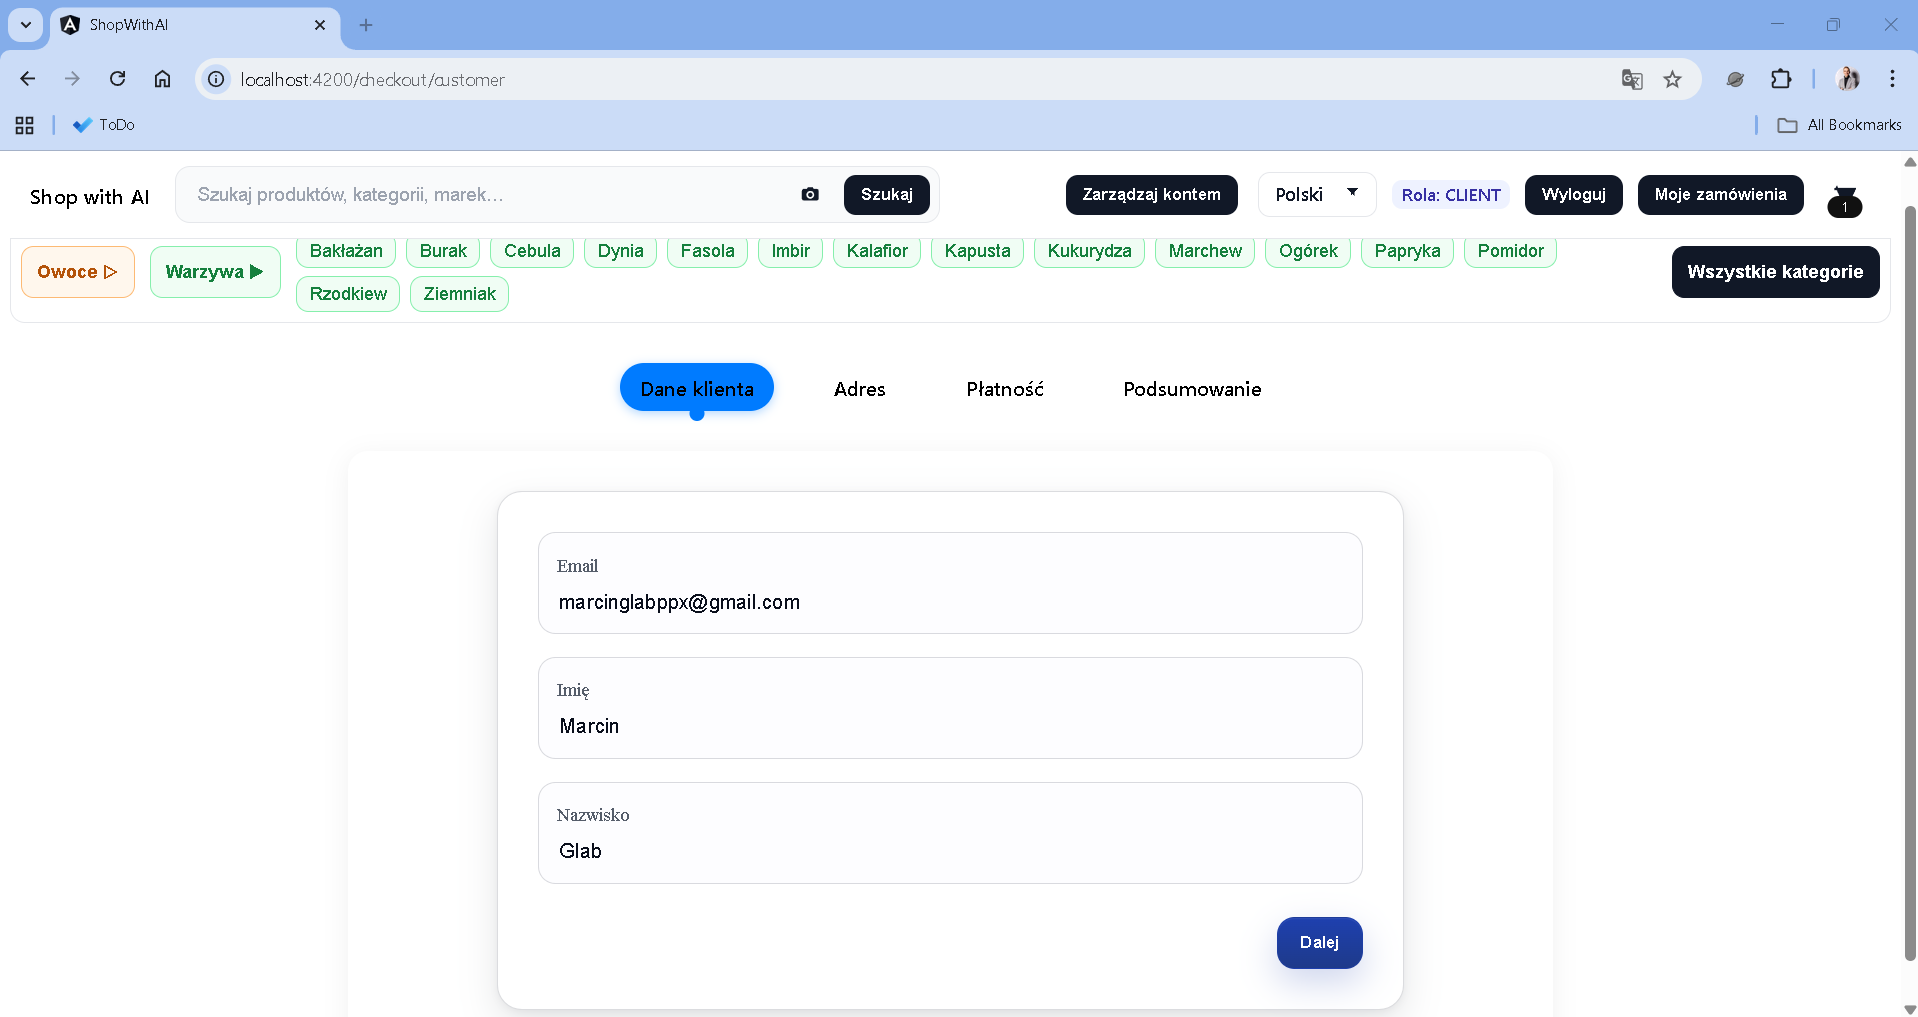 ShopWithAI
localhost:4200/checkout/customer
ToDo
All Bookmarks
Shop with AI
Szukaj produktów, kategorii, marek...
Szukaj
Zarządzaj kontem
Polski
Rola: CLIENT
Wyloguj
Moje zamówienia
1
Owoce
Warzywa
Bakłażan
Burak
Cebula
Dynia
Fasola
Imbir
Kalafior
Kapusta
Kukurydza
Marchew
Ogórek
Papryka
Pomidor
Rzodkiew
Ziemniak
Wszystkie kategorie
Dane klienta
Adres
Płatność
Podsumowanie
Email
marcinglabppx@gmail.com
Imię
Marcin
Nazwisko
Glab
Dalej